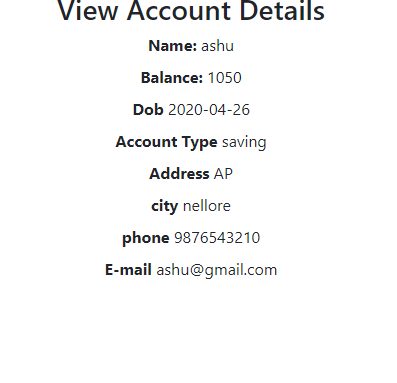 View Account Details
Name: ashu
Balance: 1050
Dob 2020-04-26
Account Type saving
Address AP
city nellore
phone 9876543210
E-mail ashu@gmail.com